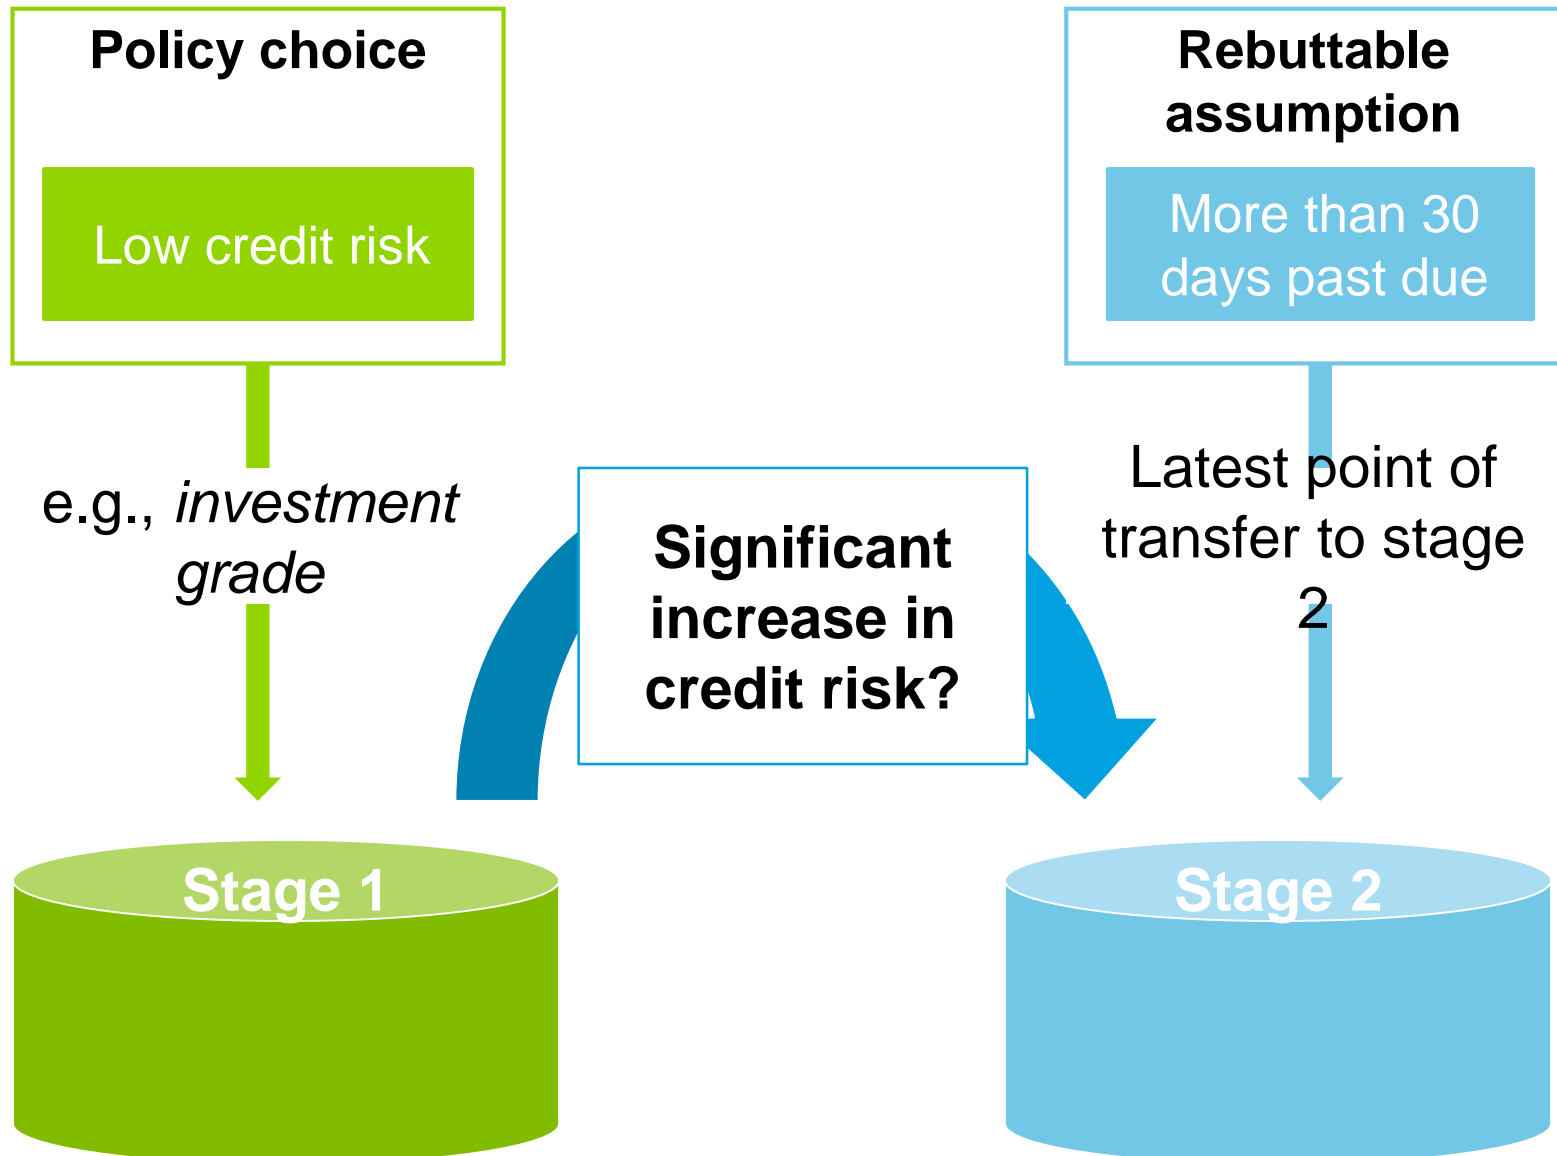 Policy choice
Low credit risk
e.g., investment
grade
Significant
increase in
credit risk?
Rebuttable
assumption
More than 30
days past due
Latest point of
transfer to stage
2
Stage 1
Stage 2